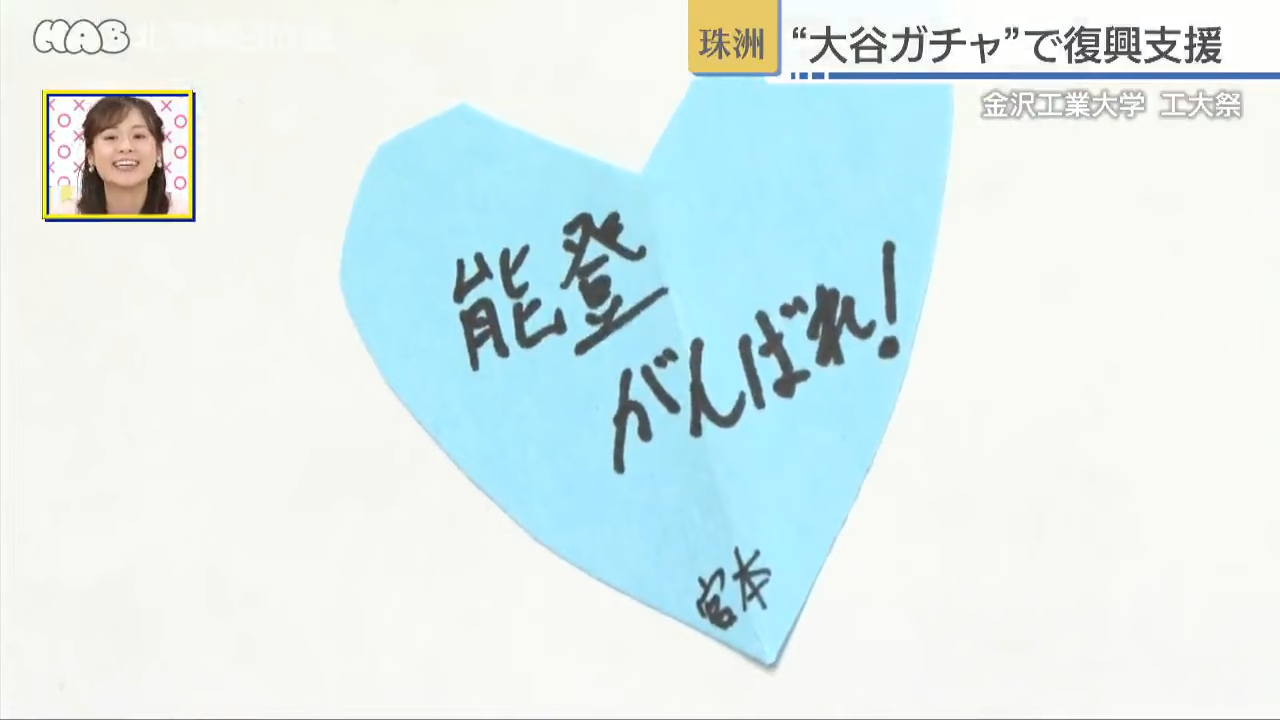 HAB
珠洲
“大谷ガチャ”で復興支援
金沢工業大学 工大祭
能登
がんばれ!
宮本